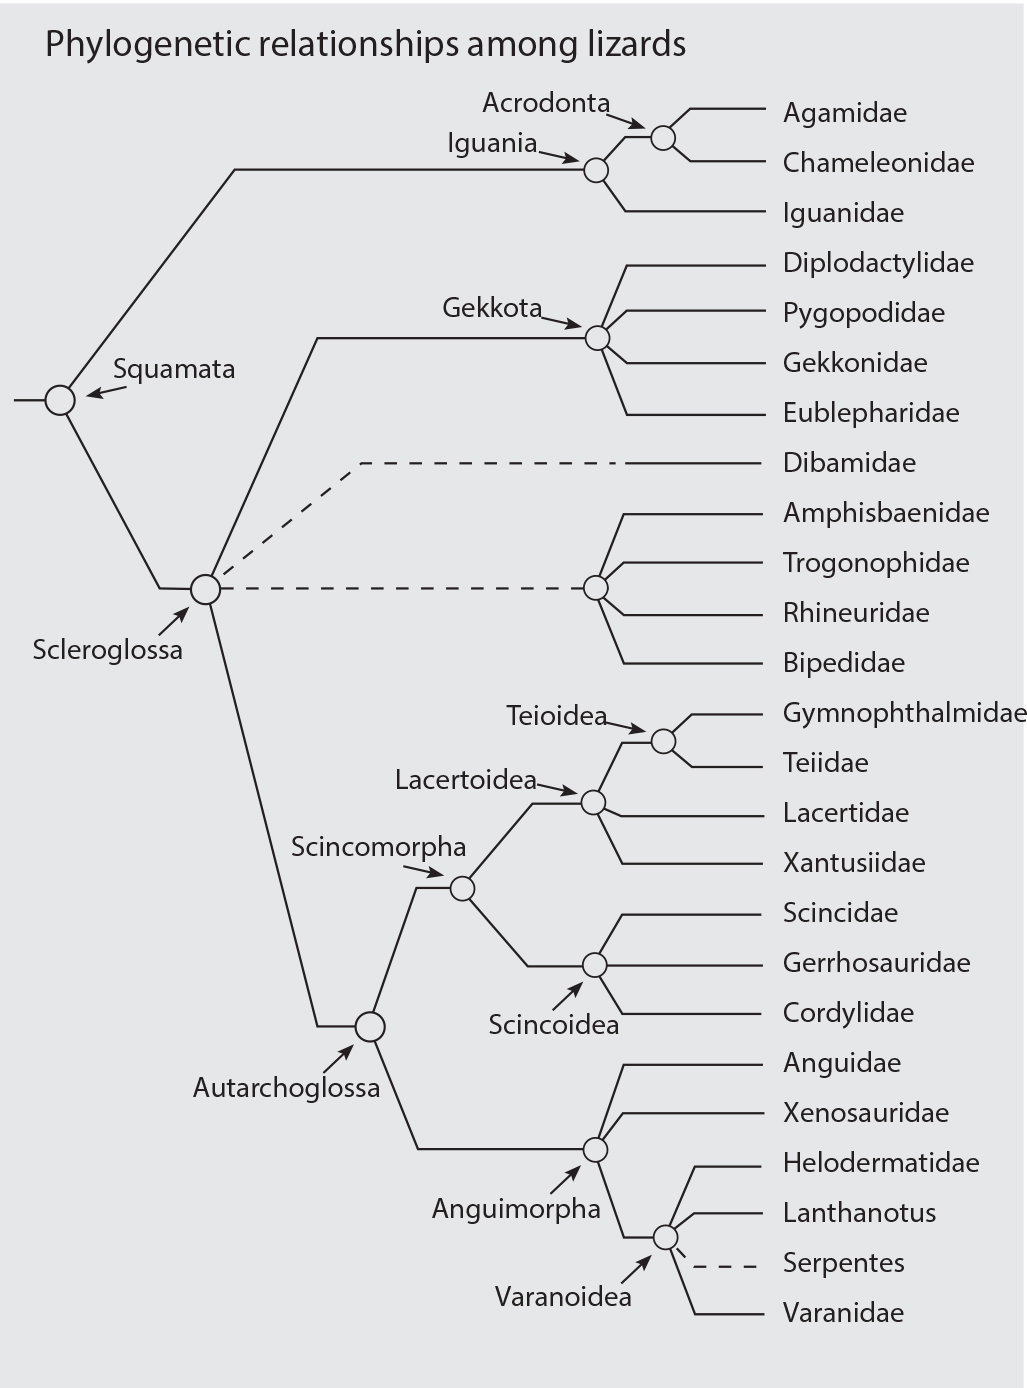 Phylogenetic relationships among lizards
Acrodonta
Agamidae
Iguania
Chameleonidae
Iguanidae
Diplodactylidae
Gekkota
Pygopodidae
Gekkonidae
Squamata
Eublepharidae
Dibamidae
Amphisbaenidae
Trogonophidae
Rhineuridae
Scleroglossa
Bipedidae
Gymnophthalmidae
Teioidea
Teiidae
Lacertoidea
Lacertidae
Scincomorpha
Xantusiidae
Scincidae
Gerrhosauridae
Cordylidae
Scincoidea
Anguidae
Autarchoglossa
Xenosauridae
Helodermatidae
Anguimorpha
Lanthanotus
Serpentes
Varanoidea
Varanidae